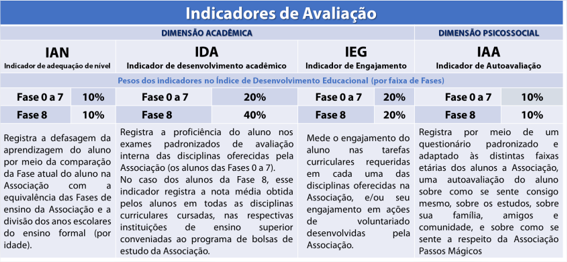 Indicadores de Avaliação
DIMENSÃO ACADÊMICA
DIMENSÃO PSICOSSOCIAL
IAN
Indicador de adequação de nível
IDA
Indicador de desenvolvimento acadêmico
IEG
Indicador de Engajamento
IAA
Indicador de Autoavaliação
Pesos dos indicadores no Índice de Desenvolvimento Educacional (por faixa de Fases)
Fase 0 a 7 10% Fase 0 a 7 20% Fase 0 a 7 20% Fase 0 a 7 10%
Fase 8 10% Fase 8 40% Fase 8 20% Fase 8 10%
Registra a defasagem da
aprendizagem do aluno
por meio da comparação
da Fase atual do aluno na
Associação com a
equivalência das Fases de
ensino da Associação e a
divisão dos anos escolares
do ensino formal (por
idade).
Registra a proficiência do aluno nos
exames padronizados de avaliação
interna das disciplinas oferecidas pela
Associação (os alunos das Fases 0 a 7).
No caso dos alunos da Fase 8, esse
indicador registra a nota média obtida
pelos alunos em todas as disciplinas
curriculares cursadas, nas respectivas
instituições de ensino superior
conveniadas ao programa de bolsas de
estudo da Associação.
Mede o engajamento do
aluno nas tarefas
curriculares requeridas
em cada uma das
disciplinas oferecidas na
Associação, e/ou seu
engajamento em ações
de voluntariado
desenvolvidas pela
Associação.
Registra por meio de um
questionário padronizado e
adaptado às distintas faixas
etárias dos alunos a Associação,
uma autoavaliação do aluno
sobre como se sente consigo
mesmo, sobre os estudos, sobre
sua família, amigos e
comunidade, e sobre como se
sente a respeito da Associação
Passos Mágicos